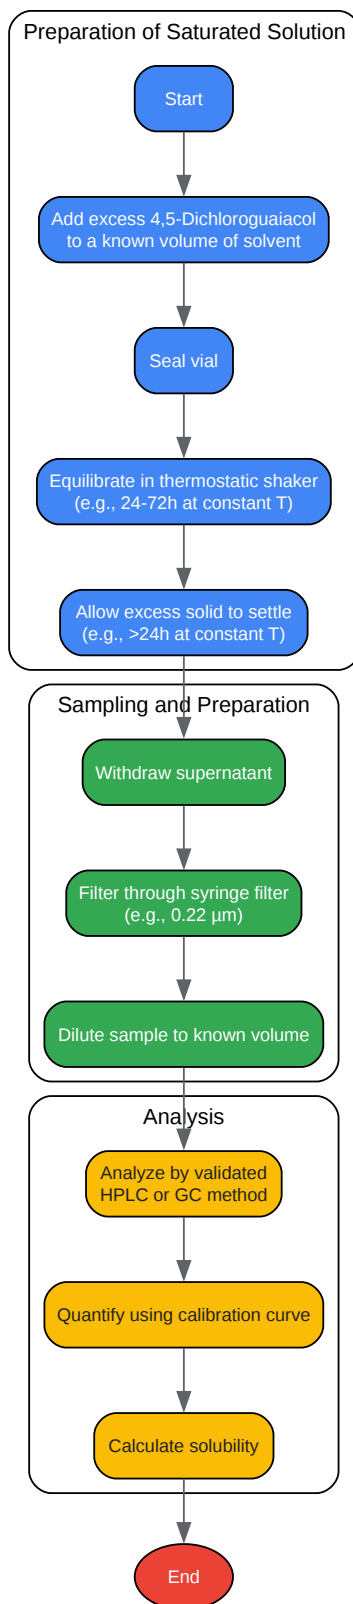 Preparation of Saturated Solution
Start
Add excess 4,5-Dichloroguaiacol
to a known volume of solvent
Seal vial
Equilibrate in thermostatic shaker
(e.g., 24-72h at constant T)
Allow excess solid to settle
(e.g., >24h at constant T)
Sampling and Preparation
Withdraw supernatant
Filter through syringe filter
(e.g., 0.22 µm)
Dilute sample to known volume
Analysis
Analyze by validated
HPLC or GC method
Quantify using calibration curve
Calculate solubility
End